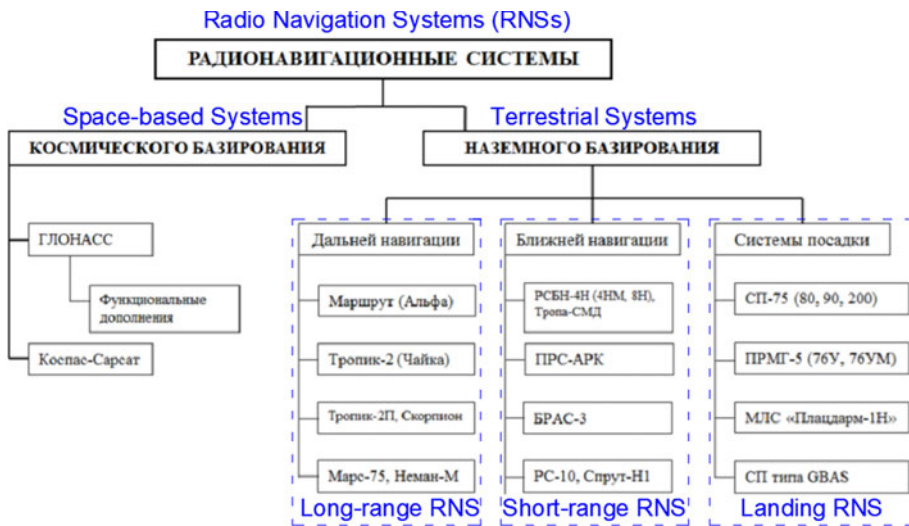 Radio Navigation Systems (RNSs)
РАДИОНАВИГАЦИОННЫЕ СИСТЕМЫ
Space-based Systems
Terrestrial Systems
КОСМИЧЕСКОГО БАЗИРОВАНИЯ
НАЗЕМНОГО БАЗИРОВАНИЯ
ГЛОНАСС
Функциональные
дополнения
Коспас-Сарсат
Дальней навигации
Маршрут (Альфа)
Тропик-2 (Чайка)
Тропик-2П, Скорпион
Марс-75, Неман-М
Long-range RNS
Ближней навигации
РСБН-4Н (4НМ, 8Н),
Тропа-СМД
ПРС-АРК
БРАС-3
РС-10, Спрут-Н1
Short-range RNS
Системы посадки
СП-75 (80, 90, 200)
ПРМГ-5 (76У, 76УМ)
МЛС «Плацдарм-1Н»
СП типа GBAS
Landing RNS